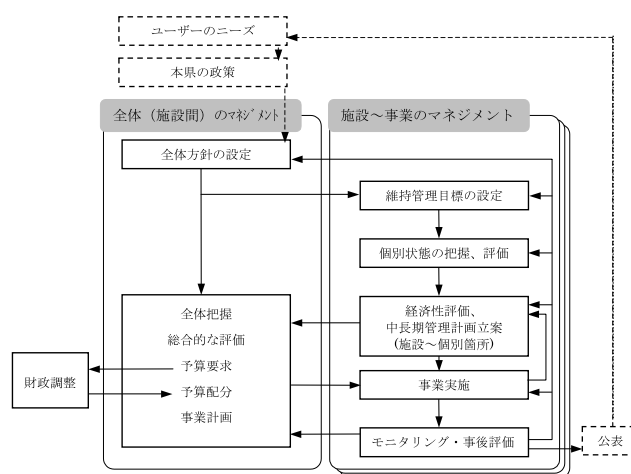 ユーザーのニーズ
本県の政策
全体（施設間）のマネジメント
施設～事業のマネジメント
全体方針の設定
維持管理目標の設定
個別状態の把握、評価
経済性評価、
中長期管理計画立案
(施設～個別箇所)
全体把握
総合的な評価
予算要求
予算配分
事業計画
財政調整
事業実施
モニタリング・事後評価
公表